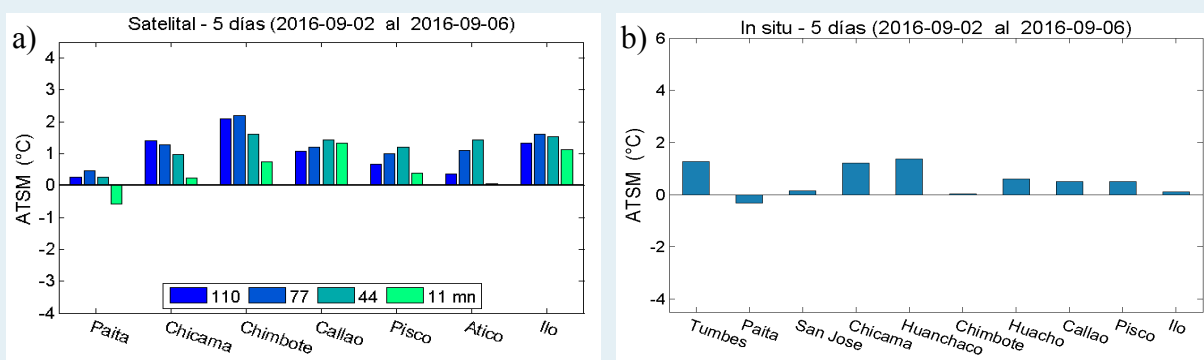 a)
Satelital - 5 días (2016-09-02 al 2016-09-06)
ATSM (°C)
4
3
2
1
0
-1
-2
-3
-4
110 77 44 11 mn
Paita Chicama Chimbote Callao Pisco Atico Ilo
b)
In situ - 5 días (2016-09-02 al 2016-09-06)
ATSM (°C)
6
4
2
0
-2
-4
Tumbes Paita San Jose Chicama Huanchaco Chimbote Huacho Callao Pisco Ilo